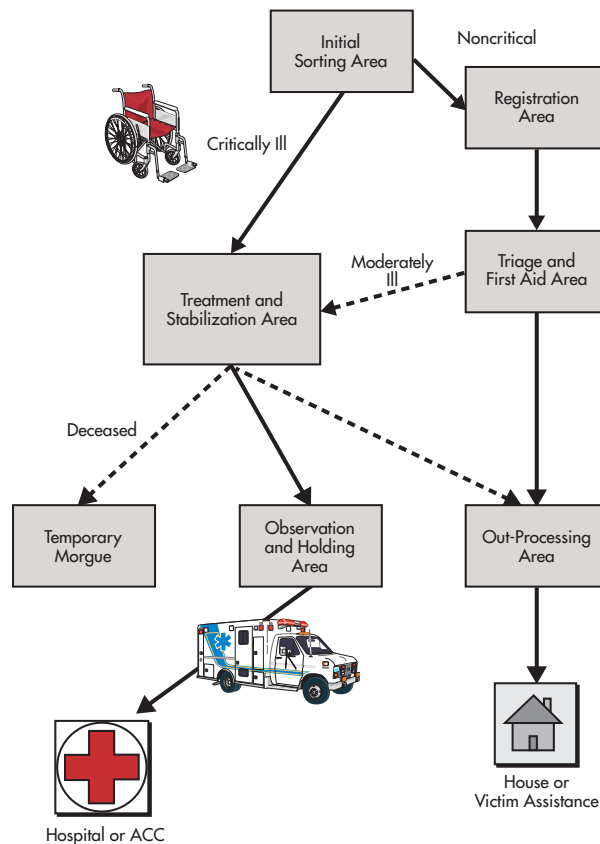 Initial
Sorting Area
Noncritical
Registration
Area
Critically Ill
Triage and
First Aid Area
Moderately
Ill
Treatment and
Stabilization Area
Deceased
Temporary
Morgue
Observation
and Holding
Area
Out-Processing
Area
House or
Victim Assistance
Hospital or ACC